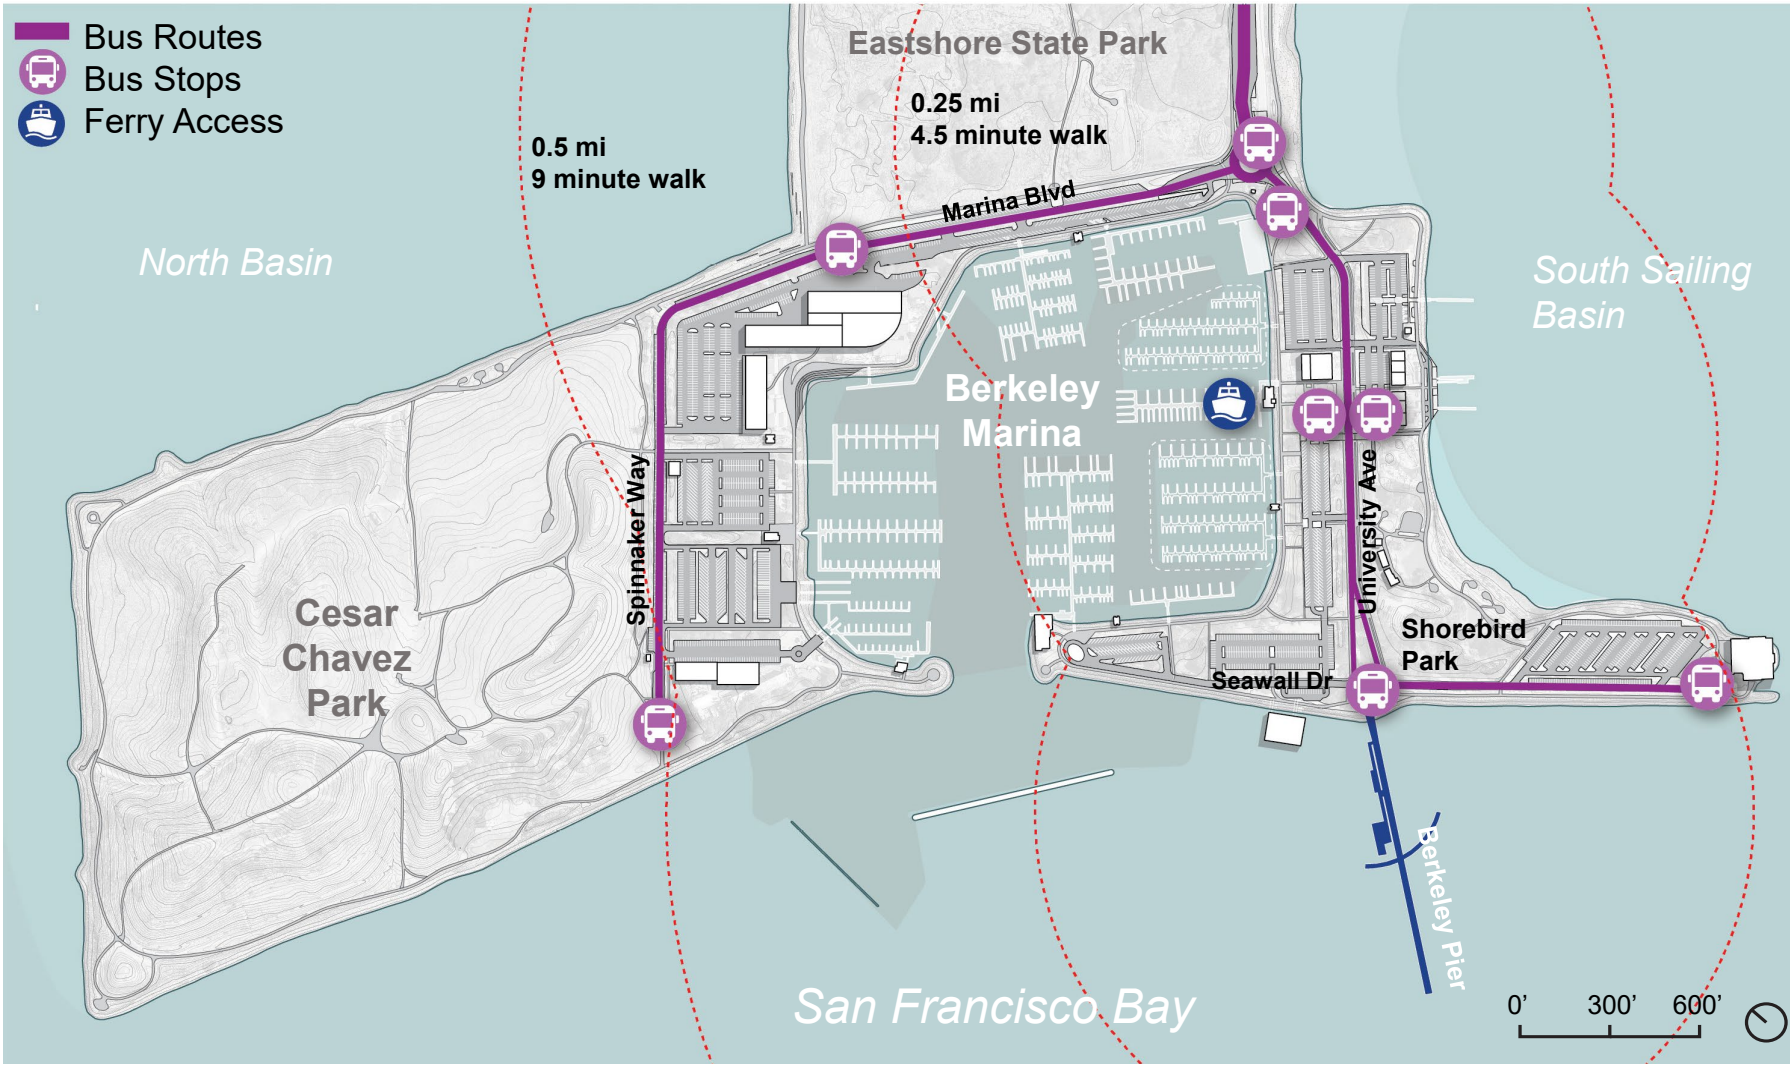 Bus Routes
Bus Stops
Ferry Access
Eastshore State Park
0.25 mi
4.5 minute walk
0.5 mi
9 minute walk
Marina Blvd
North Basin
South Sailing
Basin
Berkeley
Marina
Spinnaker Way
University Ave
Cesar
Chavez
Park
Shorebird
Park
Seawall Dr
Berkeley Pier
San Francisco Bay
0' 300' 600'